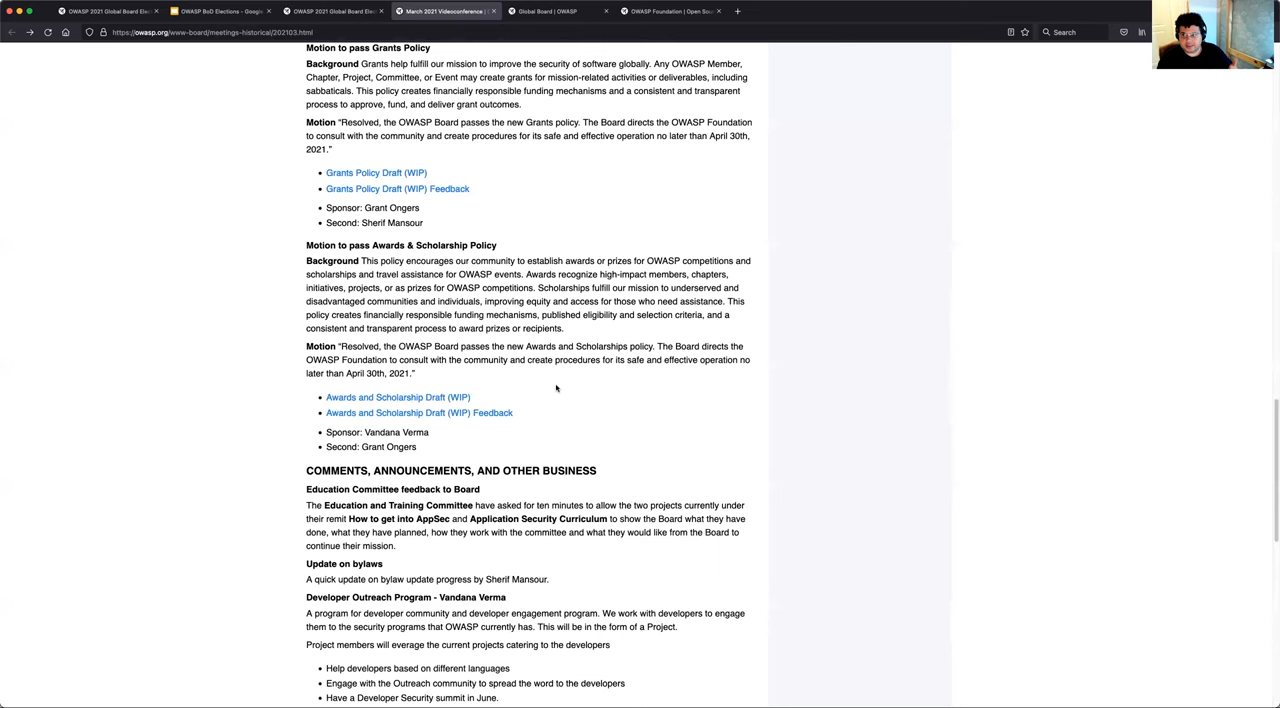 OWASP 2021 Global Board Elec
OWASP BoD Elections - Google
OWASP 2021 Global Board Elec
March 2021 Videoconference |
Global Board | OWASP
OWASP Foundation | Open Sou
https://owasp.org/www-board/meetings-historical/202103.html
Search
Motion to pass Grants Policy
Background Grants help fulfill our mission to improve the security of software globally. Any OWASP Member,
Chapter, Project, Committee, or Event may create grants for mission-related activities or deliverables, including
sabbaticals. This policy creates financially responsible funding mechanisms and a consistent and transparent
process to approve, fund, and deliver grant outcomes.
Motion “Resolved, the OWASP Board passes the new Grants policy. The Board directs the OWASP Foundation
to consult with the community and create procedures for its safe and effective operation no later than April 30th,
2021.”
• Grants Policy Draft (WIP)
• Grants Policy Draft (WIP) Feedback
• Sponsor: Grant Ongers
• Second: Sherif Mansour
Motion to pass Awards & Scholarship Policy
Background This policy encourages our community to establish awards or prizes for OWASP competitions and
scholarships and travel assistance for OWASP events. Awards recognize high-impact members, chapters,
initiatives, projects, or as prizes for OWASP competitions. Scholarships fulfill our mission to underserved and
disadvantaged communities and individuals, improving equity and access for those who need assistance. This
policy creates financially responsible funding mechanisms, published eligibility and selection criteria, and a
consistent and transparent process to award prizes or recipients.
Motion “Resolved, the OWASP Board passes the new Awards and Scholarships policy. The Board directs the
OWASP Foundation to consult with the community and create procedures for its safe and effective operation no
later than April 30th, 2021.”
• Awards and Scholarship Draft (WIP)
• Awards and Scholarship Draft (WIP) Feedback
• Sponsor: Vandana Verma
• Second: Grant Ongers
COMMENTS, ANNOUNCEMENTS, AND OTHER BUSINESS
Education Committee feedback to Board
The Education and Training Committee have asked for ten minutes to allow the two projects currently under
their remit How to get into AppSec and Application Security Curriculum to show the Board what they have
done, what they have planned, how they work with the committee and what they would like from the Board to
continue their mission.
Update on bylaws
A quick update on bylaw update progress by Sherif Mansour.
Developer Outreach Program - Vandana Verma
A program for developer community and developer engagement program. We work with developers to engage
them to the security programs that OWASP currently has. This will be in the form of a Project.
Project members will everage the current projects catering to the developers
• Help developers based on different languages
• Engage with the Outreach community to spread the word to the developers
• Have a Developer Security summit in June.